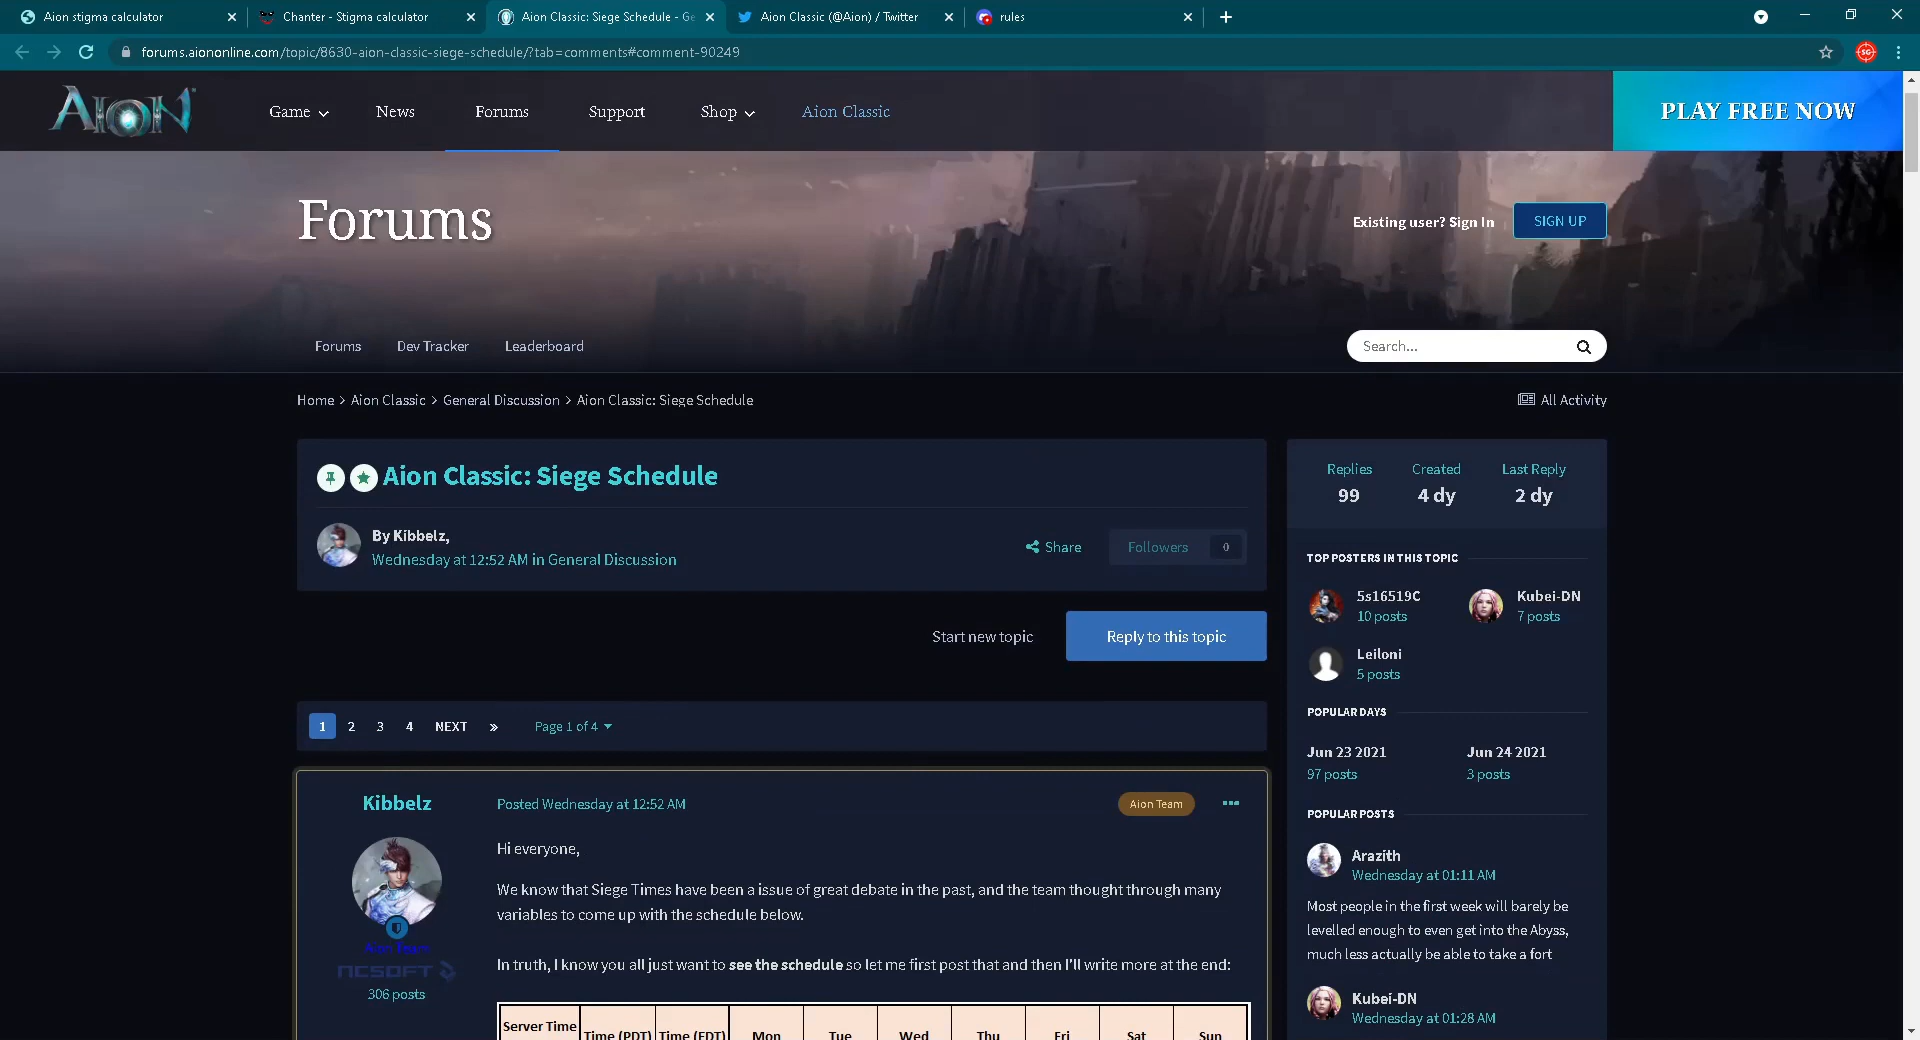 Aion stigma calculator
Chanter - Stigma calculator
Aion Classic: Siege Schedule - Ge
Aion Classic (@Aion) / Twitter
rules
forums.aiononline.com/topic/8630-aion-classic-siege-schedule/?tab=comments#comment-90249
SG
AION
Game
News
Forums
Support
Shop
Aion Classic
PLAY FREE NOW
Forums
Existing user? Sign In
SIGN UP
Forums
Dev Tracker
Leaderboard
Search...
Home > Aion Classic > General Discussion > Aion Classic: Siege Schedule
All Activity
Aion Classic: Siege Schedule
By Kibbelz,
Wednesday at 12:52 AM in General Discussion
Share
Followers 0
Start new topic
Reply to this topic
1 2 3 4 NEXT »
Page 1 of 4
Kibbelz
Aion Team
NCSOFT
306 posts
Posted Wednesday at 12:52 AM
Aion Team
Hi everyone,
We know that Siege Times have been a issue of great debate in the past, and the team thought through many
variables to come up with the schedule below.
In truth, I know you all just want to see the schedule so let me first post that and then I'll write more at the end:
Server Time Time (PDT) Time (EDT) Mon Tue Wed Thu Fri Sat Sun
Replies Created Last Reply
99 4 dy 2 dy
TOP POSTERS IN THIS TOPIC
5s16519C
10 posts
Kubei-DN
7 posts
Leiloni
5 posts
POPULAR DAYS
Jun 23 2021
97 posts
Jun 24 2021
3 posts
POPULAR POSTS
Arazith
Wednesday at 01:11 AM
Most people in the first week will barely be
levelled enough to even get into the Abyss,
much less actually be able to take a fort
Kubei-DN
Wednesday at 01:28 AM